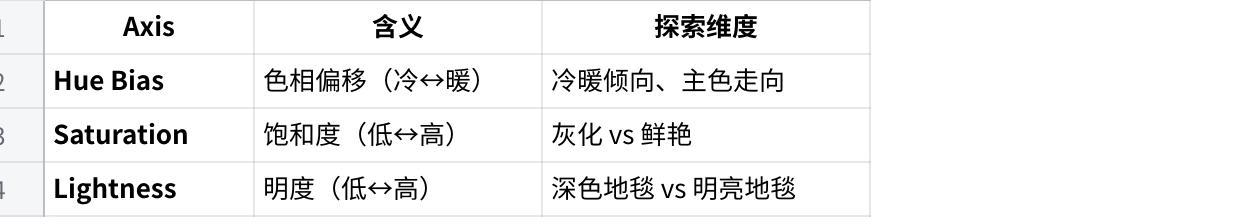 1 Axis 含义 探索维度
2 Hue Bias 色相偏移（冷↔暖） 冷暖倾向、主色走向
3 Saturation 饱和度（低↔高） 灰化 vs 鲜艳
4 Lightness 明度（低↔高） 深色地毯 vs 明亮地毯